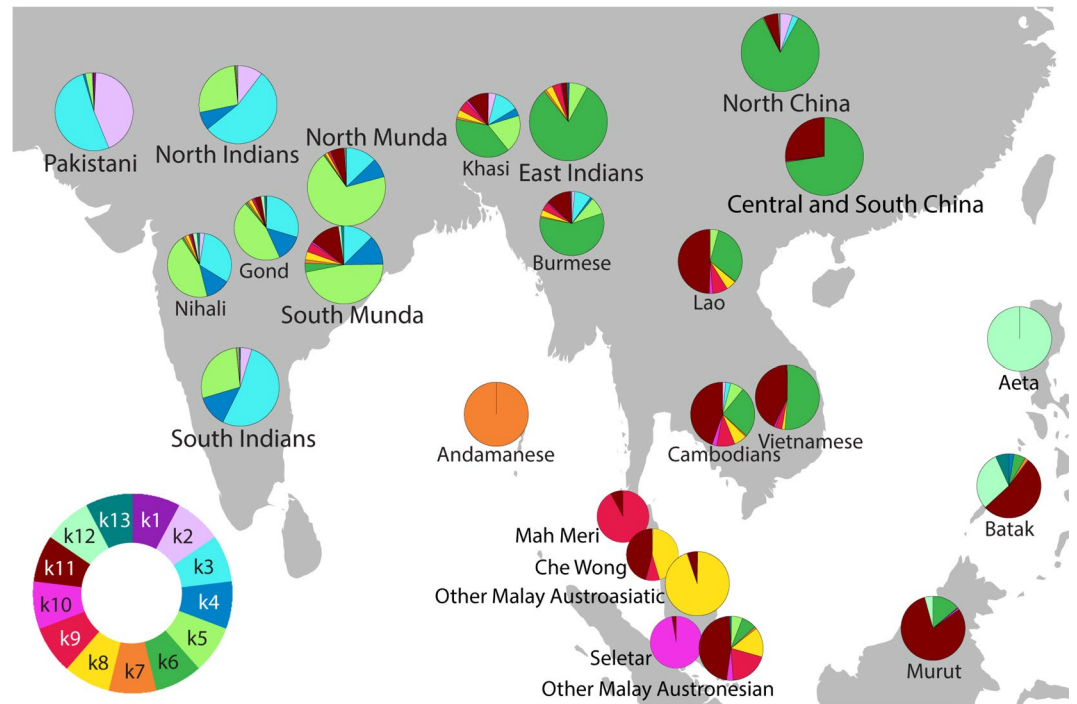 North China
Pakistani
North Indians
North Munda
Khasi
East Indians
Central and South China
Gond
Burmese
Nihali
Lao
South Munda
Aeta
South Indians
Andamanese
Cambodians
Vietnamese
Batak
Mah Meri
Che Wong
Other Malay Austroasiatic
Seletar
Murut
Other Malay Austronesian
k1
k2
k3
k4
k5
k6
k7
k8
k9
k10
k11
k12
k13